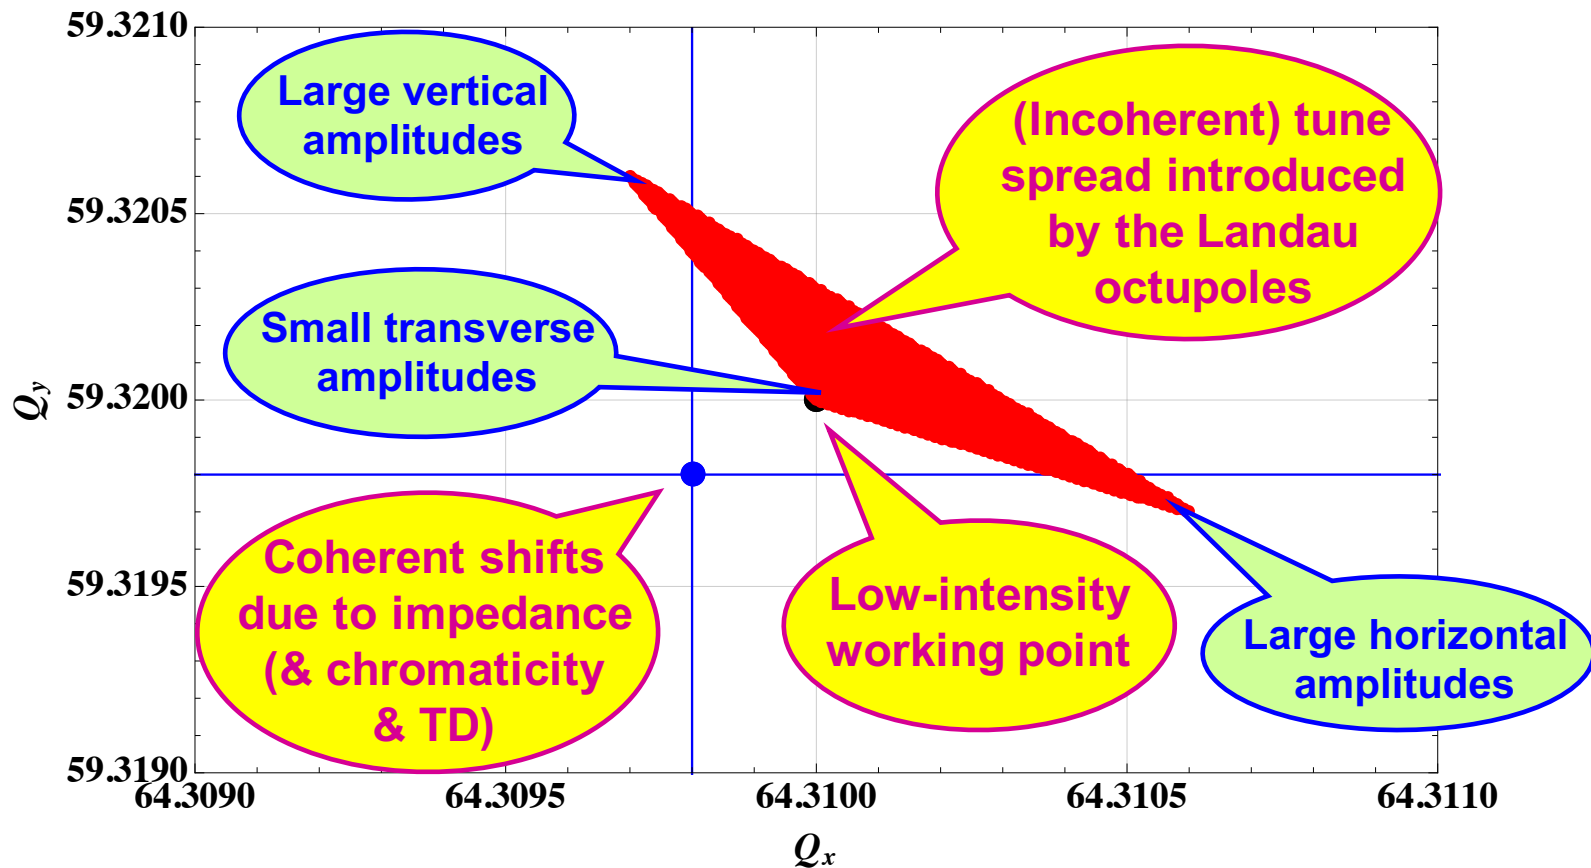 59.3210
Large vertical
amplitudes
(Incoherent) tune
spread introduced
by the Landau
octupoles
59.3205
Small transverse
amplitudes
Q_y
59.3200
Coherent shifts
due to impedance
(& chromaticity
& TD)
Low-intensity
working point
59.3195
Large horizontal
amplitudes
59.3190
64.3090 64.3095 64.3100 64.3105 64.3110
Q_x